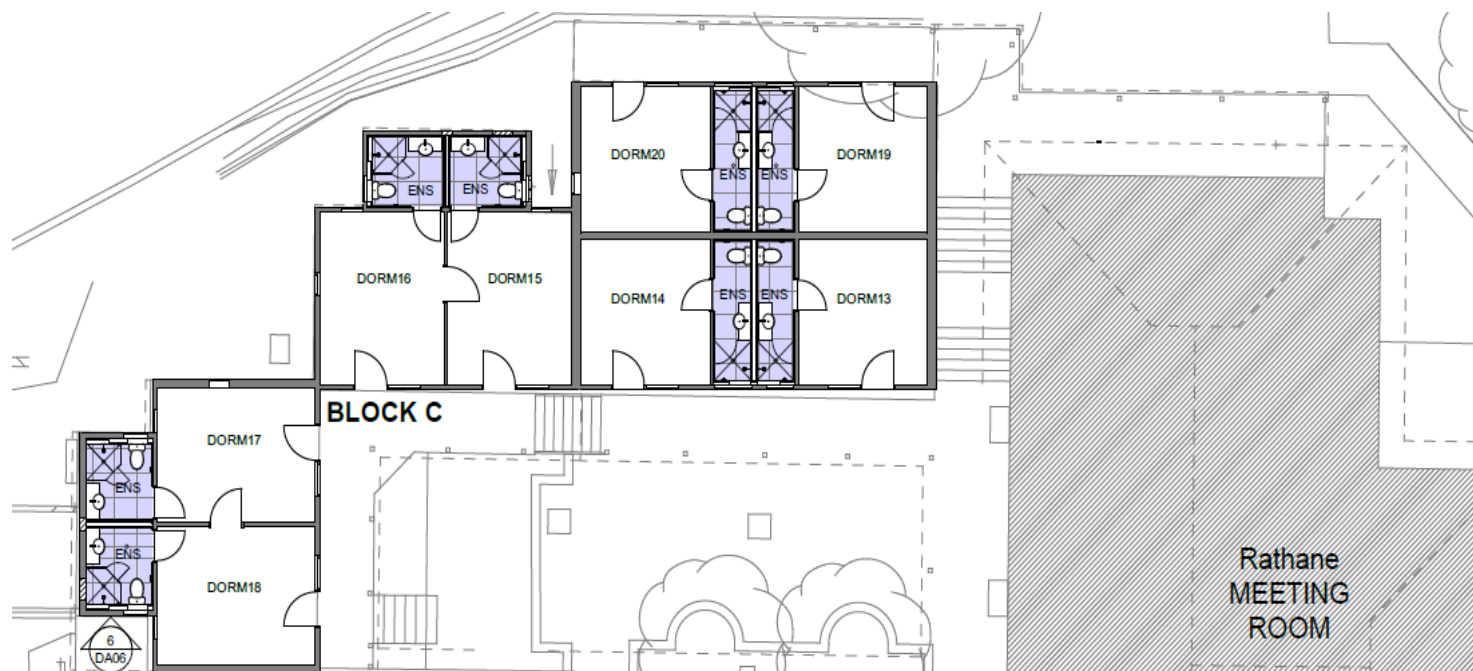 DORM20
DORM19
ENS
ENS
ENS
ENS
DORM16
DORM15
DORM14
ENS
ENS
DORM13
BLOCK C
DORM17
ENS
ENS
DORM18
Rathane
MEETING
ROOM
6
DA06
N